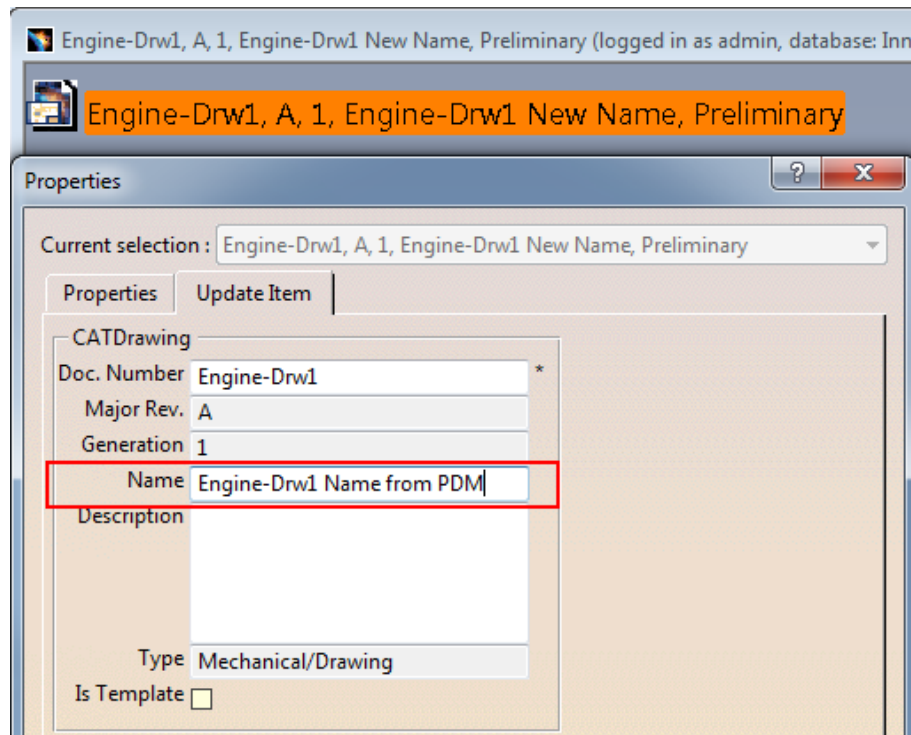 Engine-Drw1, A, 1, Engine-Drw1 New Name, Preliminary (logged in as admin, database: Inn
Engine-Drw1, A, 1, Engine-Drw1 New Name, Preliminary
Properties
Current selection : Engine-Drw1, A, 1, Engine-Drw1 New Name, Preliminary
Properties Update Item
CATDrawing
Doc. Number Engine-Drw1 *
Major Rev. A
Generation 1
Name Engine-Drw1 Name from PDM
Description
Type Mechanical/Drawing
Is Template